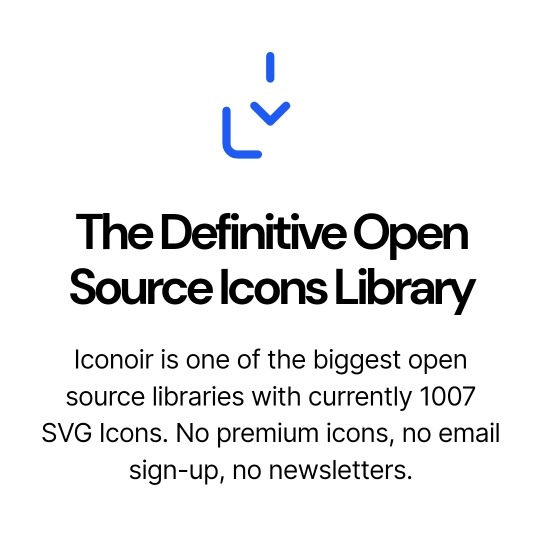 The Definitive Open
Source Icons Library
Iconoir is one of the biggest open
source libraries with currently 1007
SVG Icons. No premium icons, no email
sign-up, no newsletters.